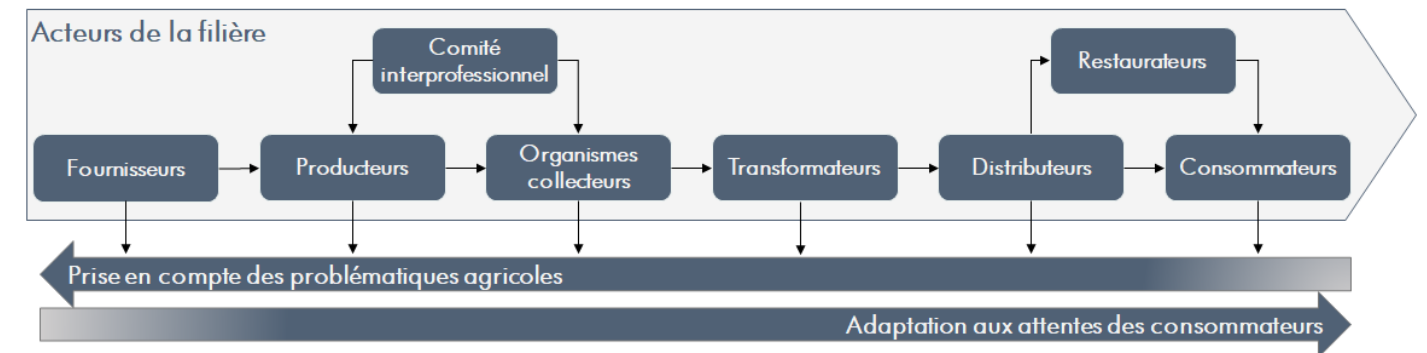 Acteurs de la filière
Comité
interprofessionnel
Restaurateurs
Fournisseurs
Producteurs
Organismes
collecteurs
Transformateurs
Distributeurs
Consommateurs
Prise en compte des problématiques agricoles
Adaptation aux attentes des consommateurs